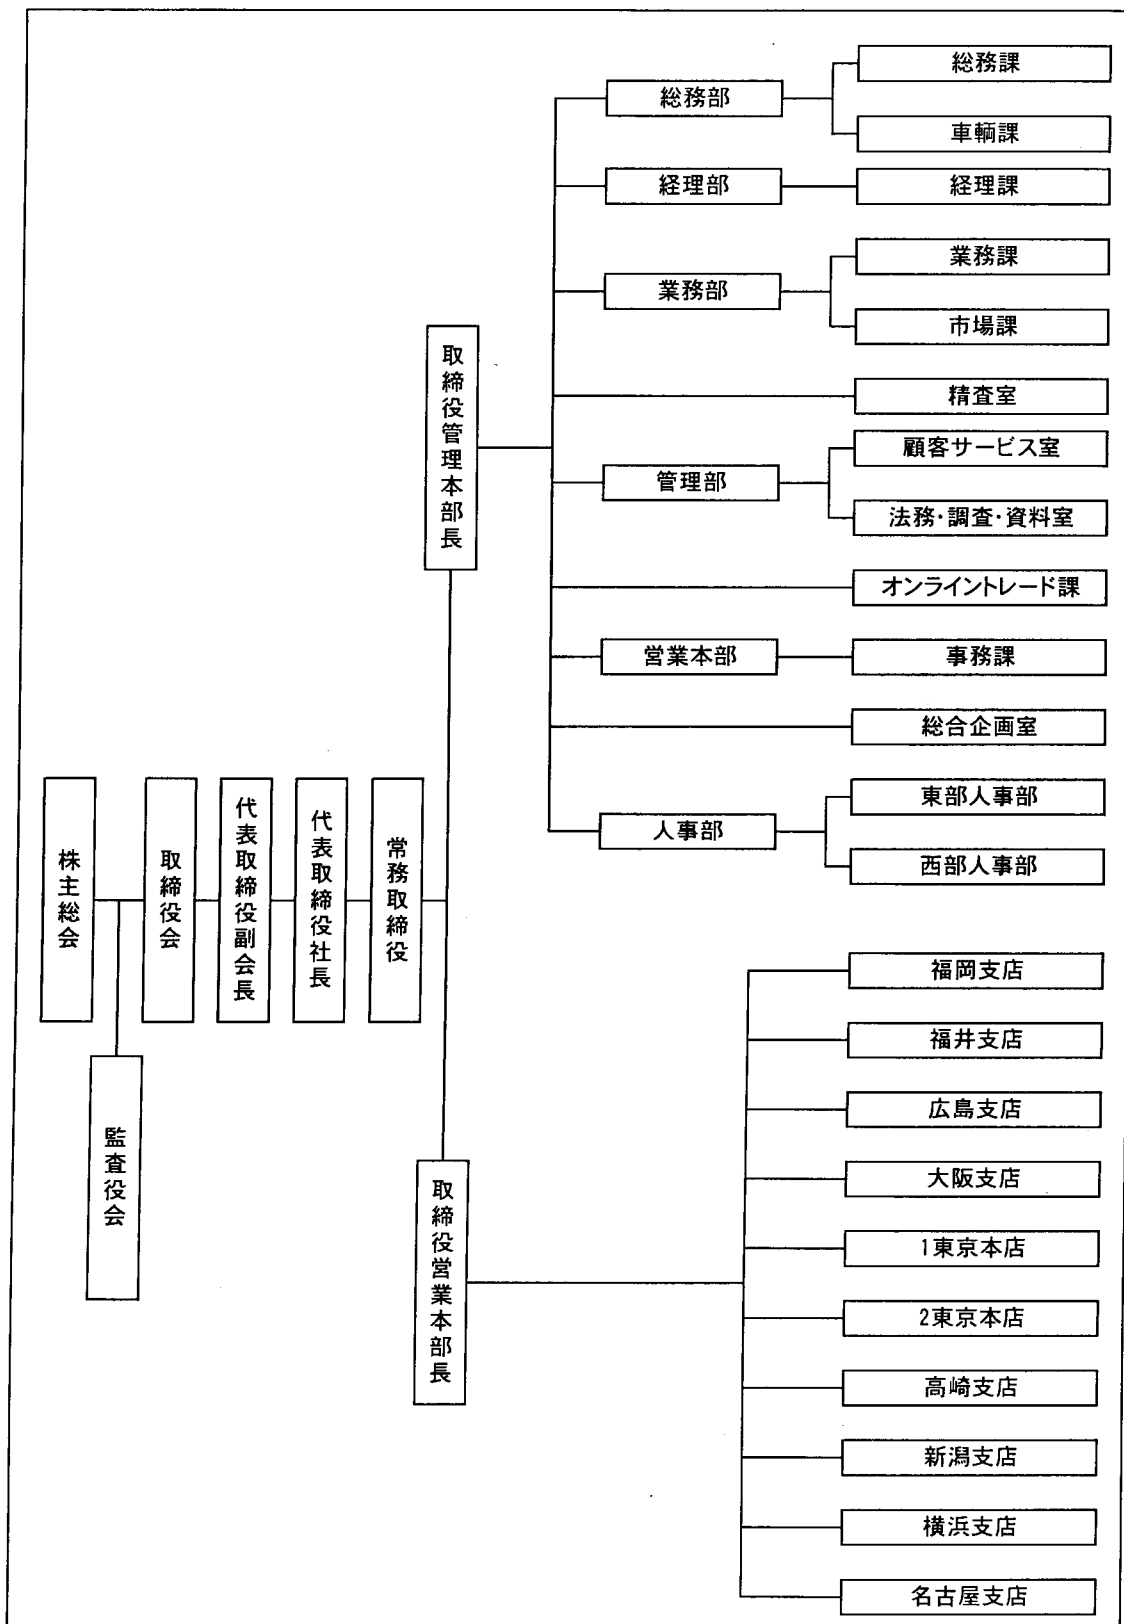 株主総会
監査役会
取締役会
代表取締役副会長
代表取締役社長
常務取締役
取締役管理本部長
総務部
総務課
車輌課
経理部
経理課
業務部
業務課
市場課
精査室
管理部
顧客サービス室
法務・調査・資料室
オンライントレード課
営業本部
事務課
総合企画室
人事部
東部人事部
西部人事部
取締役営業本部長
福岡支店
福井支店
広島支店
大阪支店
1東京本店
2東京本店
高崎支店
新潟支店
横浜支店
名古屋支店